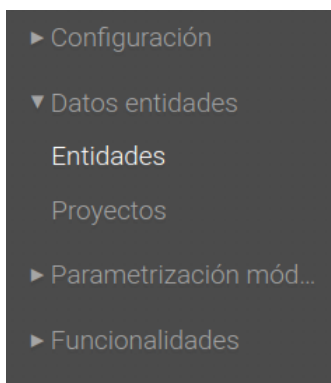 Configuración
Datos entidades
Entidades
Proyectos
Parametrización mód...
Funcionalidades